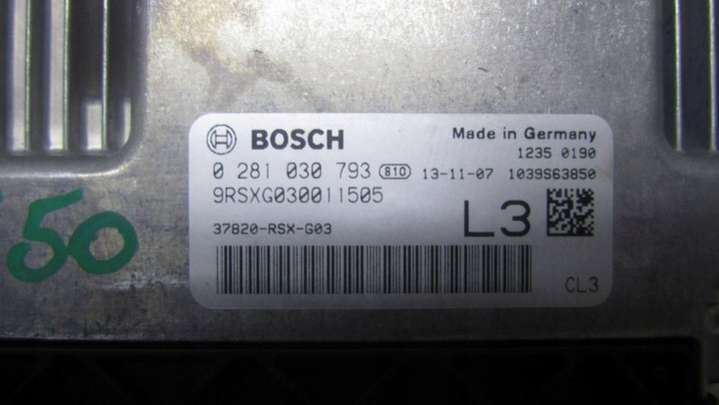 BOSCH
Made in Germany
1235 0190
0 281 030 793 810 13-11-07 1039S63850
9RSXG030011505
37820-RSX-G03
L3
CL3
50